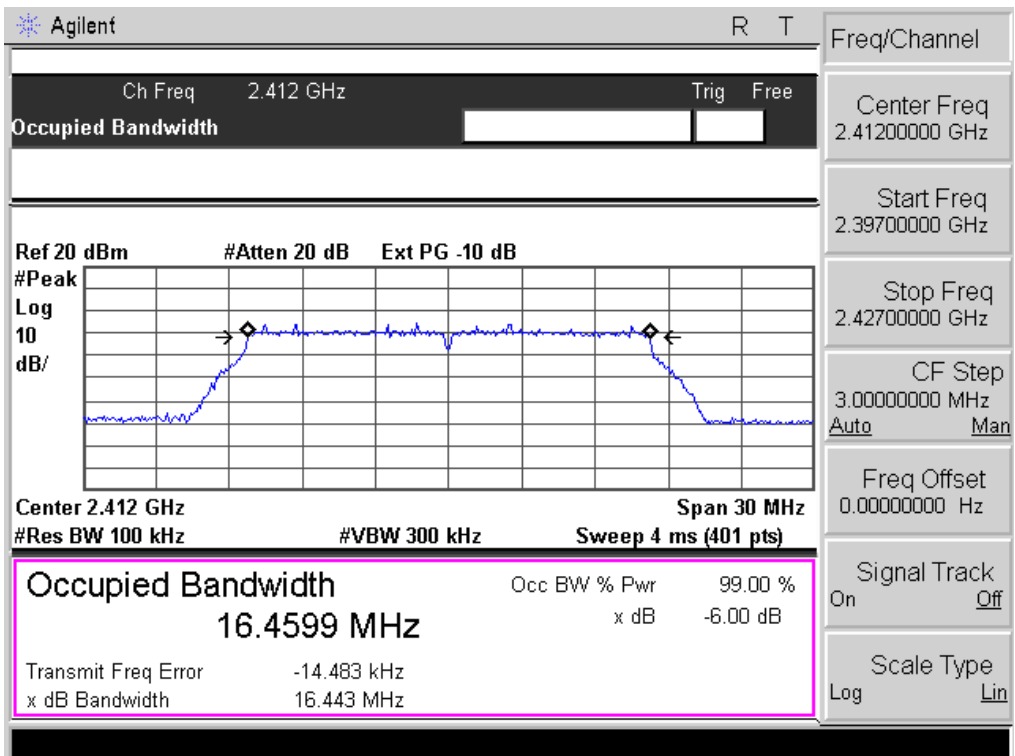 Agilent R T
Ch Freq 2.412 GHz Trig Free
Occupied Bandwidth
Ref 20 dBm #Atten 20 dB Ext PG -10 dB
#Peak
Log
10
dB/
Center 2.412 GHz Span 30 MHz
#Res BW 100 kHz #VBW 300 kHz Sweep 4 ms (401 pts)
Occupied Bandwidth
16.4599 MHz
Occ BW % Pwr 99.00 %
x dB -6.00 dB
Transmit Freq Error -14.483 kHz
x dB Bandwidth 16.443 MHz
Freq/Channel
Center Freq
2.41200000 GHz
Start Freq
2.39700000 GHz
Stop Freq
2.42700000 GHz
CF Step
3.00000000 MHz
Auto Man
Freq Offset
0.00000000 Hz
Signal Track
On Off
Scale Type
Log Lin